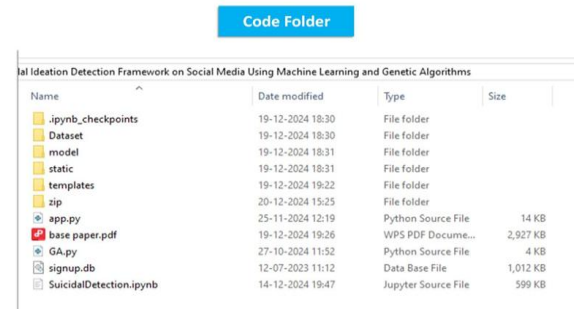 Code Folder
lal Ideation Detection Framework on Social Media Using Machine Learning and Genetic Algorithms
Name Date modified Type Size
.ipynb_checkpoints 19-12-2024 18:30 File folder
Dataset 19-12-2024 18:30 File folder
model 19-12-2024 18:31 File folder
static 19-12-2024 18:31 File folder
templates 19-12-2024 19:22 File folder
zip 20-12-2024 15:25 File folder
app.py 25-11-2024 12:19 Python Source File 14 KB
base paper.pdf 19-12-2024 19:26 WPS PDF Docume... 2,927 KB
GA.py 27-10-2024 11:52 Python Source File 4 KB
signup.db 12-07-2023 11:12 Data Base File 1,012 KB
SuicidalDetection.ipynb 14-12-2024 19:47 Jupyter Source File 599 KB